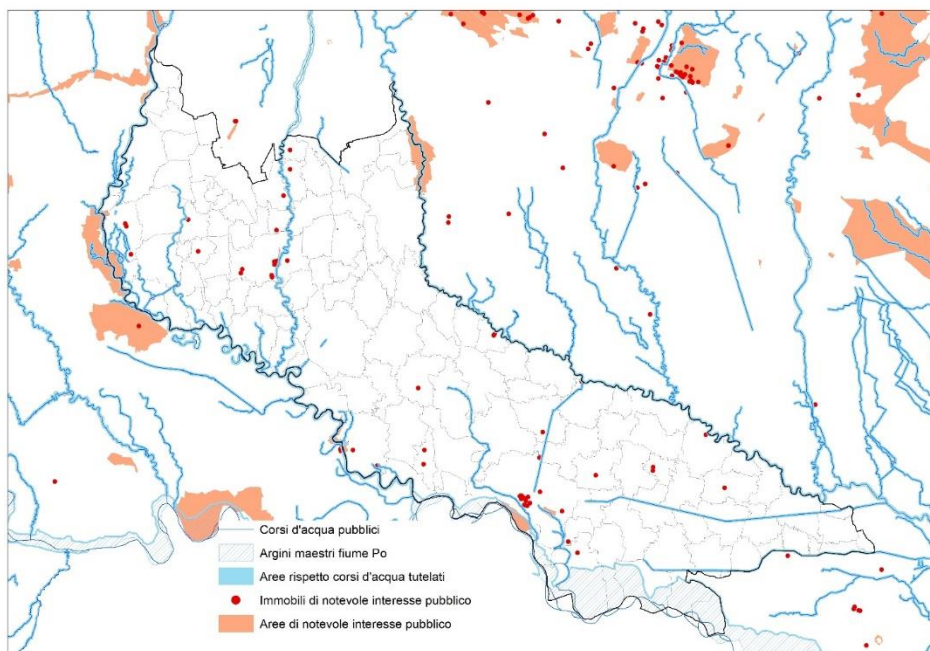 Corsi d'acqua pubblici
Argini maestri fiume Po
Aree rispetto corsi d'acqua tutelati
Immobili di notevole interesse pubblico
Aree di notevole interesse pubblico